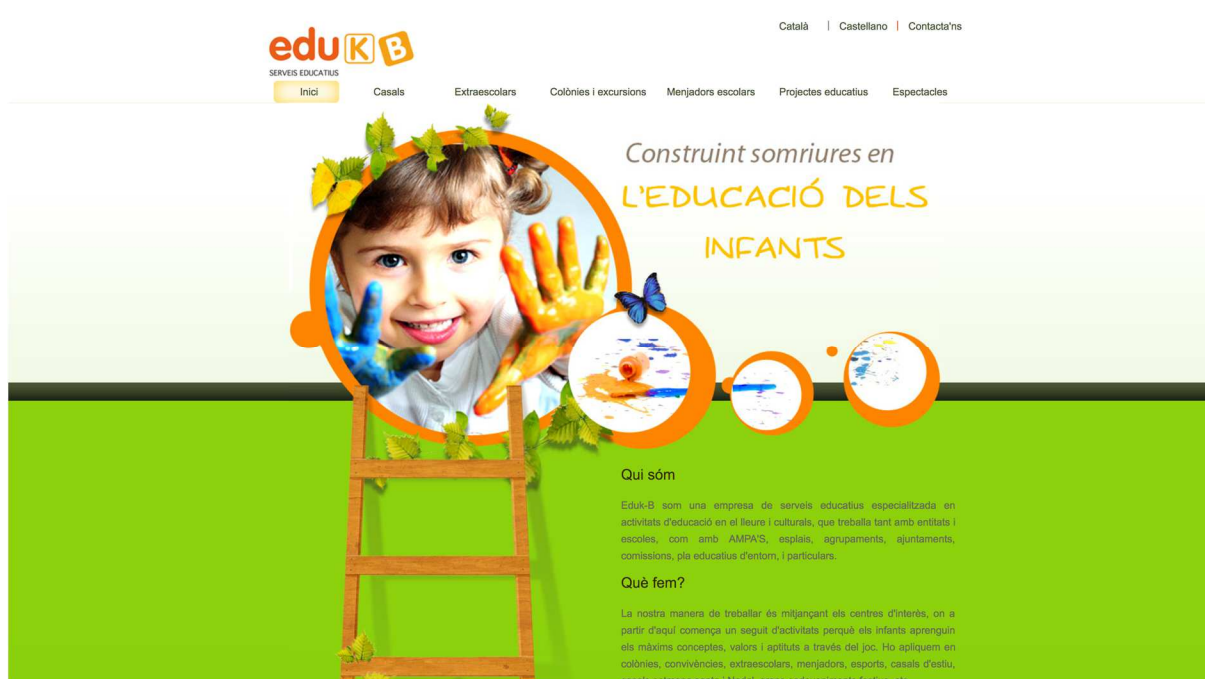 Català | Castellano | Contacta'ns
eduKB
SERVEIS EDUCATIUS
Inici Casals Extraescolars Colònies i excursions Menjadors escolars Projectes educatius Espectacles
Construint somriures en
L'EDUCACIÓ DELS
INFANTS
Qui sóm
Eduk-B som una empresa de serveis educatius especialitzada en
activitats d'educació en el lleure i culturals, que treballa tant amb entitats i
escoles, com amb AMPA'S, esplais, agrupaments, ajuntaments,
comissions, pla educatius d'entorn, i particulars.
Què fem?
La nostra manera de treballar és mitjançant els centres d'interès, on a
partir d'aquí comença un seguit d'activitats perquè els infants aprenguin
els màxims conceptes, valors i aptituts a través del joc. Ho apliquem en
colònies, convivències, extraescolars, menjadors, esports, casals d'estiu,